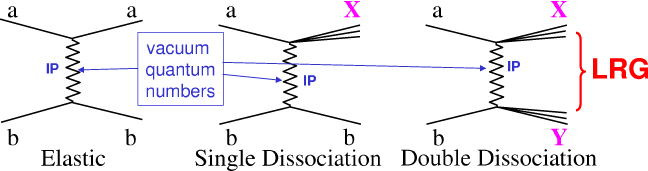 a a a X a X
IP vacuum quantum numbers IP IP LRG
b b b b b Y
Elastic Single Dissociation Double Dissociation